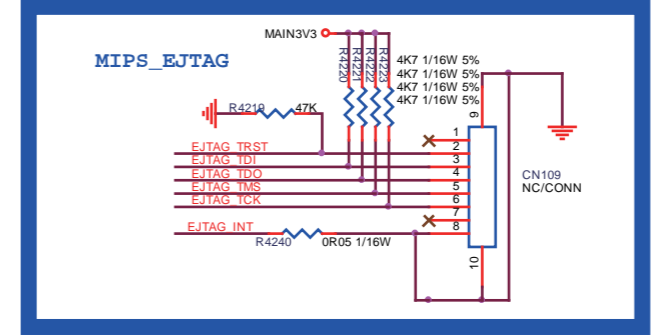 MAIN3V3
MIPS_EJTAG
R4220
R4221
R4222
R4223
4K7 1/16W 5%
4K7 1/16W 5%
4K7 1/16W 5%
4K7 1/16W 5%
R4219 47K
9
1
EJTAG_TRST 2
EJTAG_TDI 3
EJTAG_TDO 4
EJTAG_TMS 5
EJTAG_TCK 6
7
EJTAG_INT 8
CN109
NC/CONN
R4240 0R05 1/16W
10